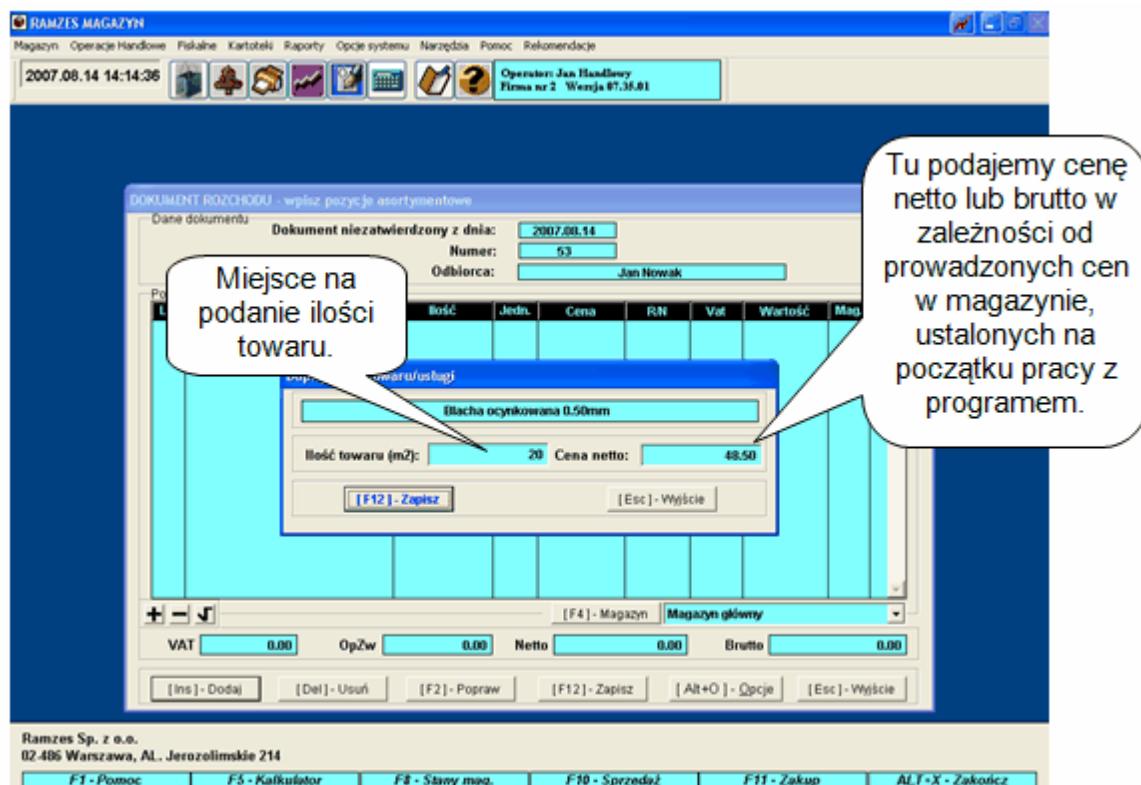 RAMZES MAGAZYN
Magazyn Operacje Handlowe Fiskalne Kartoteki Raporty Opcje systemu Narzędzia Pomoc Rekomendacje
2007.08.14 14:14:36
Operator: Jan Handlowy
Firma nr 2 Wersja 07.35.01
Tu podajemy cenę
netto lub brutto w
zależności od
prowadzonych cen
w magazynie,
ustalonych na
początku pracy z
programem.
DOKUMENT ROZCHODU - wpisz pozycje asortymentowe
Dane dokumentu
Dokument niezatwierdzony z dnia: 2007.08.14
Numer: 53
Odbiorca: Jan Nowak
Miejsce na
podanie ilości
towaru.
Ilość Jedn. Cena R/N Vat Wartość Mag.
towaru/usługi
Blacha ocynkowana 0.50mm
Ilość towaru (m2): 20 Cena netto: 48.50
[F12] - Zapisz [Esc] - Wyjście
[F4] - Magazyn Magazyn główny
VAT 0.00 OpZw 0.00 Netto 0.00 Brutto 0.00
[Ins] - Dodaj [Del] - Usuń [F2] - Popraw [F12] - Zapisz [Alt+O] - Opcje [Esc] - Wyjście
Ramzes Sp. z o.o.
02-486 Warszawa, AL. Jerozolimskie 214
F1 - Pomoc F5 - Kalkulator F8 - Stany mag. F10 - Sprzedaż F11 - Zakup ALT+X - Zakończ